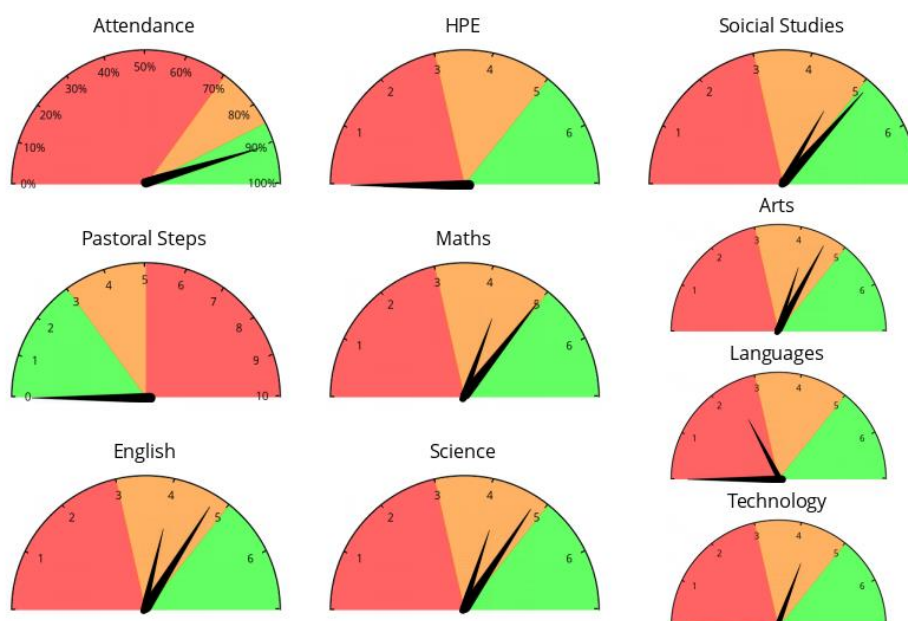 Attendance
0% 10% 20% 30% 40% 50% 60% 70% 80% 90% 100%
HPE
1 2 3 4 5 6
Soicial Studies
1 2 3 4 5 6
Pastoral Steps
0 1 2 3 4 5 6 7 8 9 10
Maths
1 2 3 4 5 6
Arts
1 2 3 4 5 6
Languages
1 2 3 4 5 6
English
1 2 3 4 5 6
Science
1 2 3 4 5 6
Technology
1 2 3 4 5 6